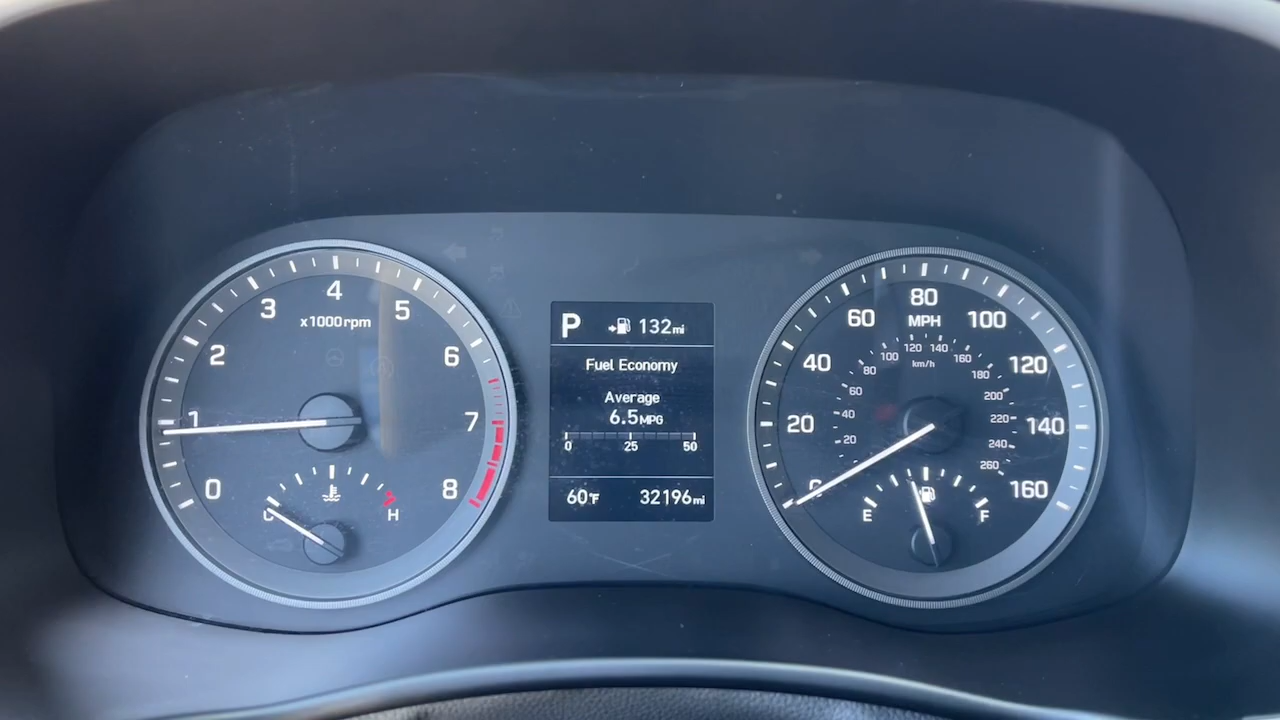 4
3
5
x1000rpm
2
6
1
7
0
8
C
H
P
132mi
Fuel Economy
Average
6.5MPG
0 25 50
60°F 32196mi
80
60 MPH 100
40
120
20
140
160
120 140
100 160
km/h
80 180
60 200
40 220
20 240
260
E F